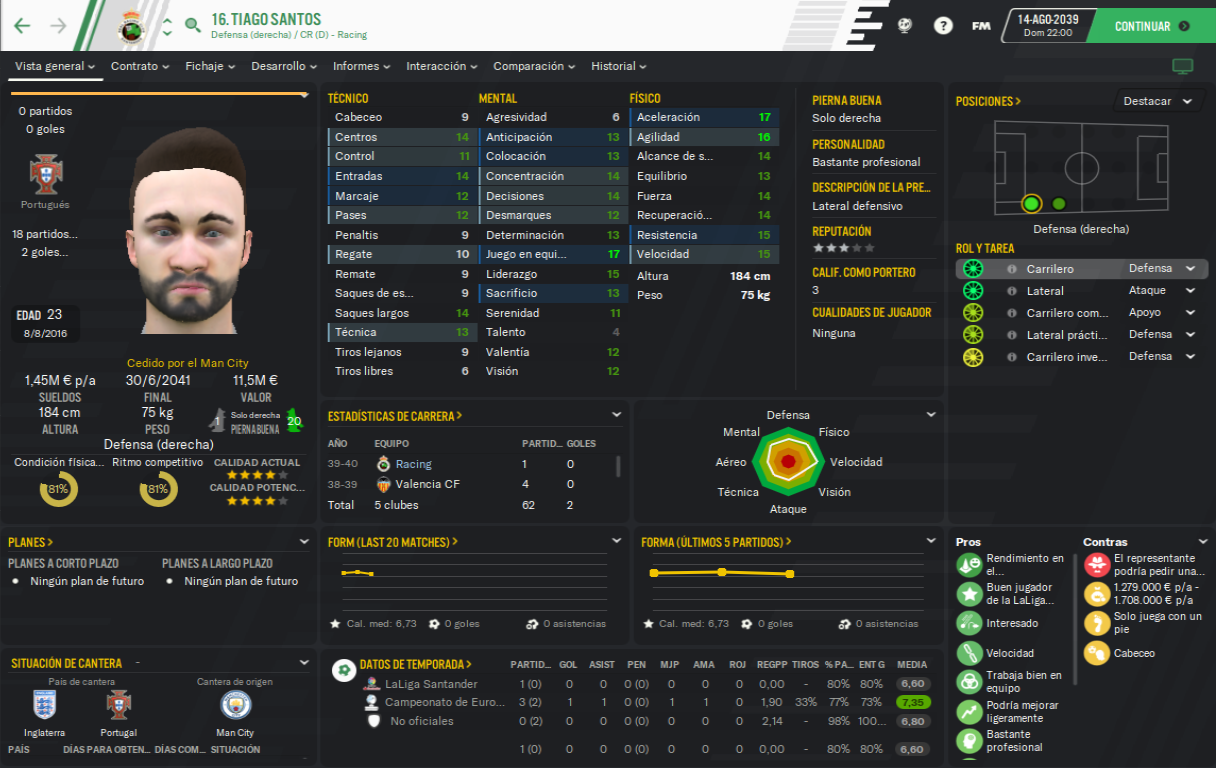 16. TIAGO SANTOS
Defensa (derecha) / CR (D) - Racing
?
FM
14-AGO-2039
Dom 22:00
CONTINUAR
Vista general
Contrato
Fichaje
Desarrollo
Informes
Interacción
Comparación
Historial
0 partidos
0 goles
Portugués
18 partidos...
2 goles...
EDAD 23
8/8/2016
Cedido por el Man City
1,45M € p/a 30/6/2041 11,5M €
SUELDOS FINAL VALOR
184 cm 75 kg 1 Solo derecha 20
ALTURA PESO PIERNA BUENA
Defensa (derecha)
Condición física... Ritmo competitivo CALIDAD ACTUAL
81% 81%
CALIDAD POTENC...
TÉCNICO
Cabeceo 9
Centros 14
Control 11
Entradas 14
Marcaje 12
Pases 12
Penaltis 9
Regate 10
Remate 9
Saques de es... 9
Saques largos 14
Técnica 13
Tiros lejanos 9
Tiros libres 6
MENTAL
Agresividad 6
Anticipación 13
Colocación 13
Concentración 14
Decisiones 14
Desmarques 12
Determinación 13
Juego en equi... 17
Liderazgo 15
Sacrificio 13
Serenidad 11
Talento 4
Valentía 12
Visión 12
FÍSICO
Aceleración 17
Agilidad 16
Alcance de s... 14
Equilibrio 13
Fuerza 14
Recuperació... 14
Resistencia 15
Velocidad 15
Altura 184 cm
Peso 75 kg
PIERNA BUENA
Solo derecha
PERSONALIDAD
Bastante profesional
DESCRIPCIÓN DE LA PRE...
Lateral defensivo
REPUTACIÓN
CALIF. COMO PORTERO
3
CUALIDADES DE JUGADOR
Ninguna
POSICIONES >
Destacar
Defensa (derecha)
ROL Y TAREA
Carrilero Defensa
Lateral Ataque
Carrilero com... Apoyo
Lateral prácti... Defensa
Carrilero inve... Defensa
ESTADÍSTICAS DE CARRERA >
AÑO EQUIPO PARTID... GOLES
39-40 Racing 1 0
38-39 Valencia CF 4 0
Total 5 clubes 62 2
Defensa
Mental Físico
Aéreo Velocidad
Técnica Visión
Ataque
PLANES >
PLANES A CORTO PLAZO PLANES A LARGO PLAZO
• Ningún plan de futuro • Ningún plan de futuro
FORM (LAST 20 MATCHES) >
Cal. med: 6,73 0 goles 0 asistencias
FORMA (ÚLTIMOS 5 PARTIDOS) >
Cal. med: 6,73 0 goles 0 asistencias
Pros
Rendimiento en
el...
Buen jugador
de la LaLiga...
Interesado
Velocidad
Trabaja bien en
equipo
Podría mejorar
ligeramente
Bastante
profesional
Contras
El representante
podría pedir una...
1.279.000 € p/a -
1.708.000 € p/a
Solo juega con un
pie
Cabeceo
SITUACIÓN DE CANTERA -
País de cantera Cantera de origen
Inglaterra Portugal Man City
PAÍS DÍAS PARA OBTEN... DÍAS COM... SITUACIÓN
DATOS DE TEMPORADA > PARTID... GOL ASIST PEN MJP AMA ROJ REGPP TIROS % PA... ENT G MEDIA
LaLiga Santander 1 (0) 0 0 0 (0) 0 0 0 0,00 - 80% 80% 6,60
Campeonato de Euro... 3 (2) 1 1 0 (0) 1 1 0 1,90 33% 77% 73% 7,35
No oficiales 0 (2) 0 0 0 (0) 0 0 0 2,14 - 98% 100... 6,80
1 (0) 0 0 0 (0) 0 0 0 0,00 - 80% 80% 6,60